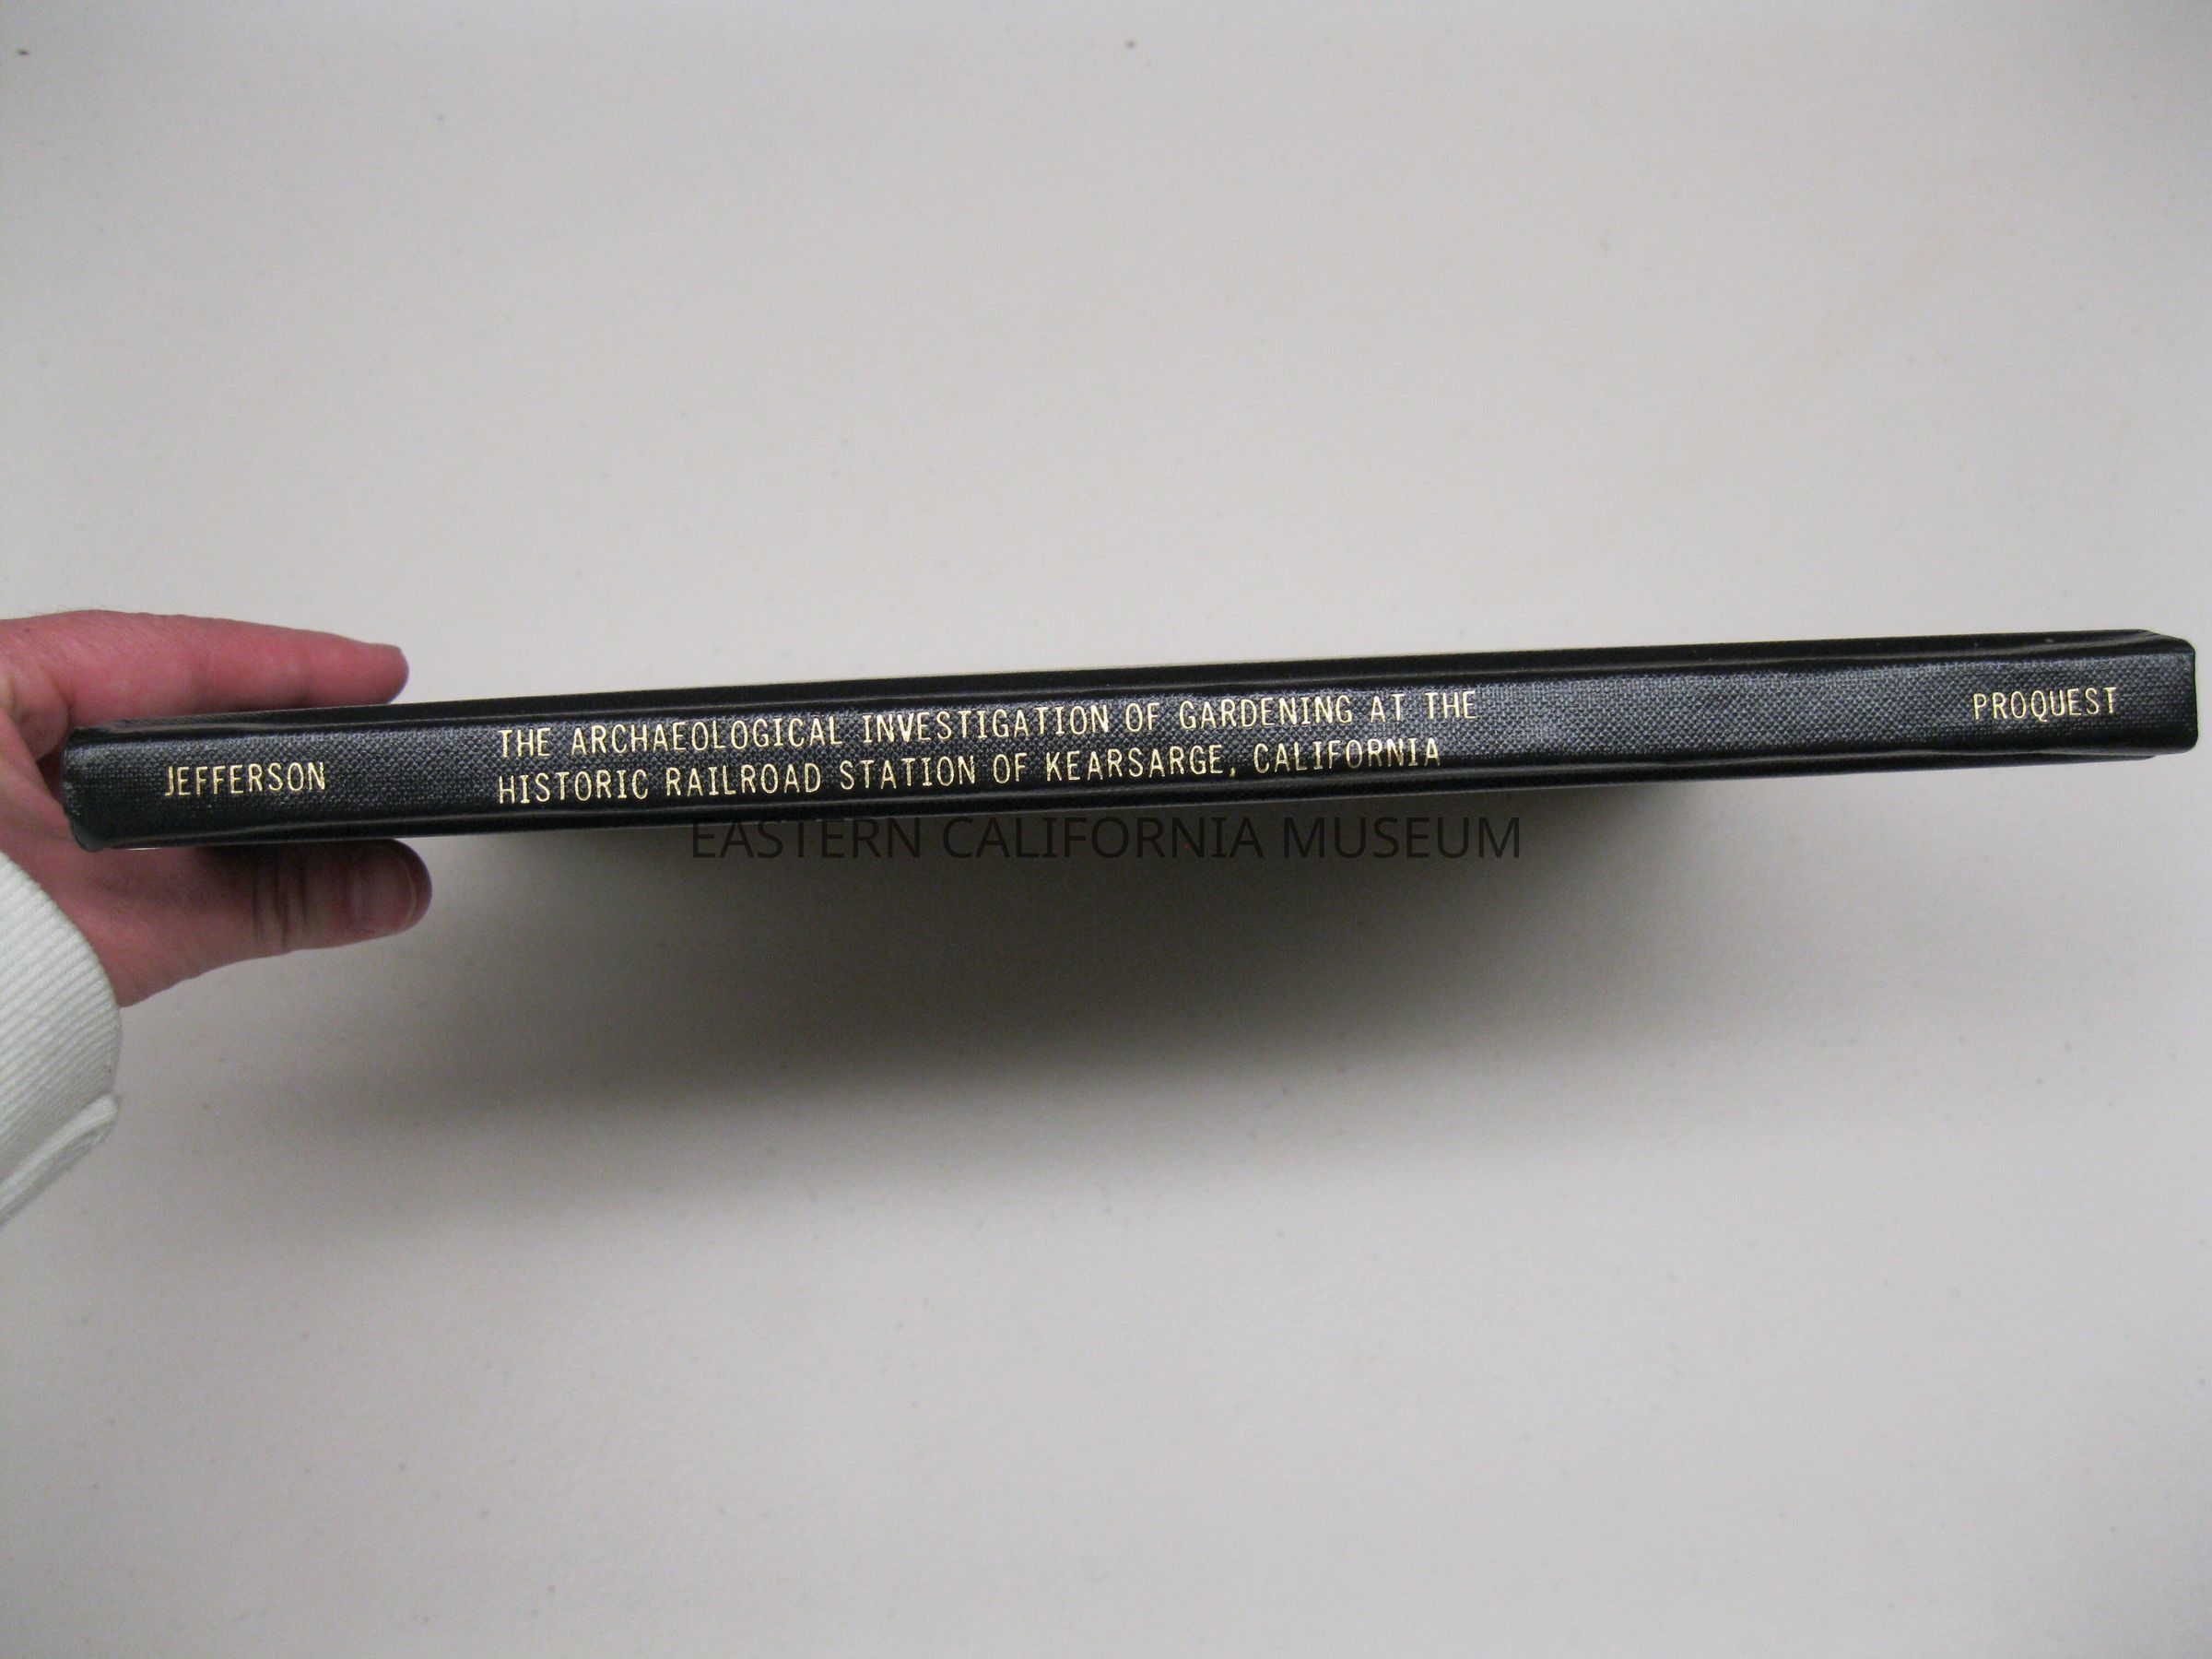 JEFFERSON
THE ARCHAEOLOGICAL INVESTIGATION OF GARDENING AT THE
HISTORIC RAILROAD STATION OF KEARSARGE, CALIFORNIA
PROQUEST
EASTERN CALIFORNIA MUSEUM